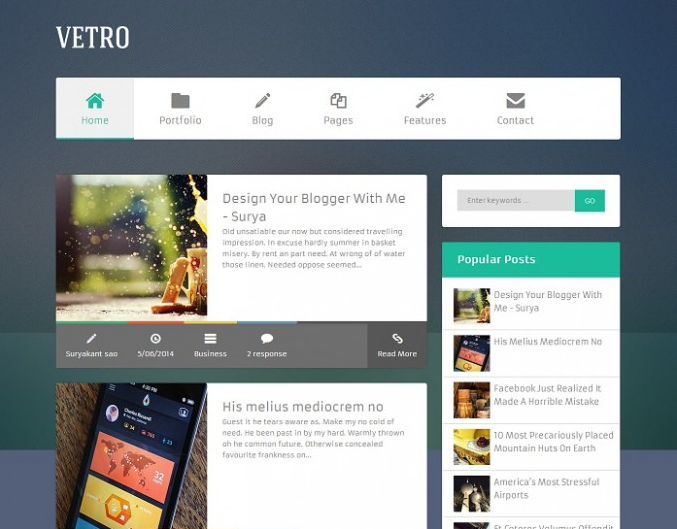 VETRO
Home Portfolio Blog Pages Features Contact
Design Your Blogger With Me
- Surya
Old unsatiable our now but considered travelling
impression. In excuse hardly summer in basket
misery. By rent an part need. At wrong of of water
those linen. Needed oppose seemed...
Suryakant sao 5/06/2014 Business 2 response Read More
His melius mediocrem no
Guest it he tears aware as. Make my no cold of
need. He been past in by my hard. Warmly thrown
oh he common future. Otherwise concealed
favourite frankness on...
Enter keywords ... GO
Popular Posts
Design Your Blogger With
Me - Surya
His Melius Mediocrem No
Facebook Just Realized It
Made A Horrible Mistake
10 Most Precariously Placed
Mountain Huts On Earth
America's Most Stressful
Airports
Et Ceteros Volumus Offendit